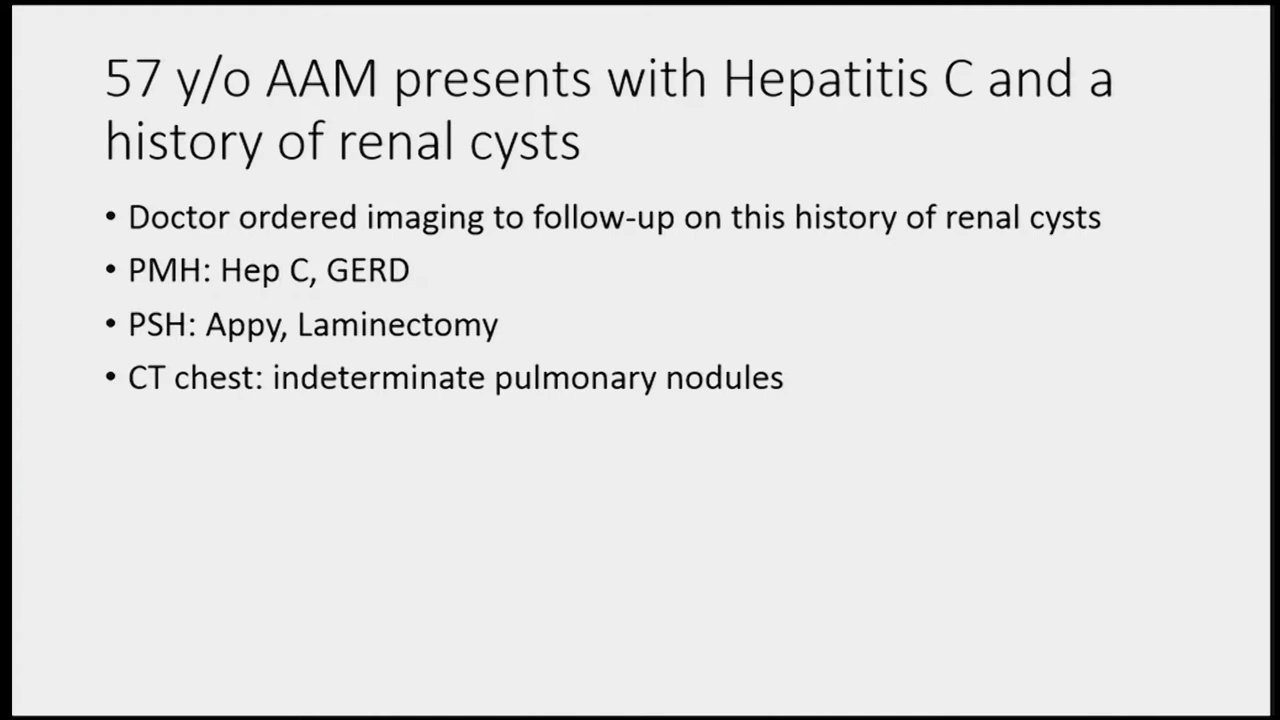 57 y/o AAM presents with Hepatitis C and a
history of renal cysts
• Doctor ordered imaging to follow-up on this history of renal cysts
• PMH: Hep C, GERD
• PSH: Appy, Laminectomy
• CT chest: indeterminate pulmonary nodules